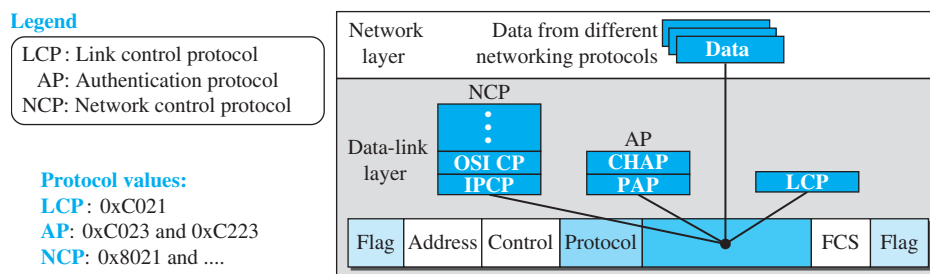 Legend
LCP : Link control protocol
AP: Authentication protocol
NCP: Network control protocol
Protocol values:
LCP : 0xC021
AP: 0xC023 and 0xC223
NCP: 0x8021 and ....
Network
layer
Data from different
networking protocols
Data
NCP
Data-link
layer
OSI CP
IPCP
AP
CHAP
PAP
LCP
Flag
Address
Control
Protocol
FCS
Flag